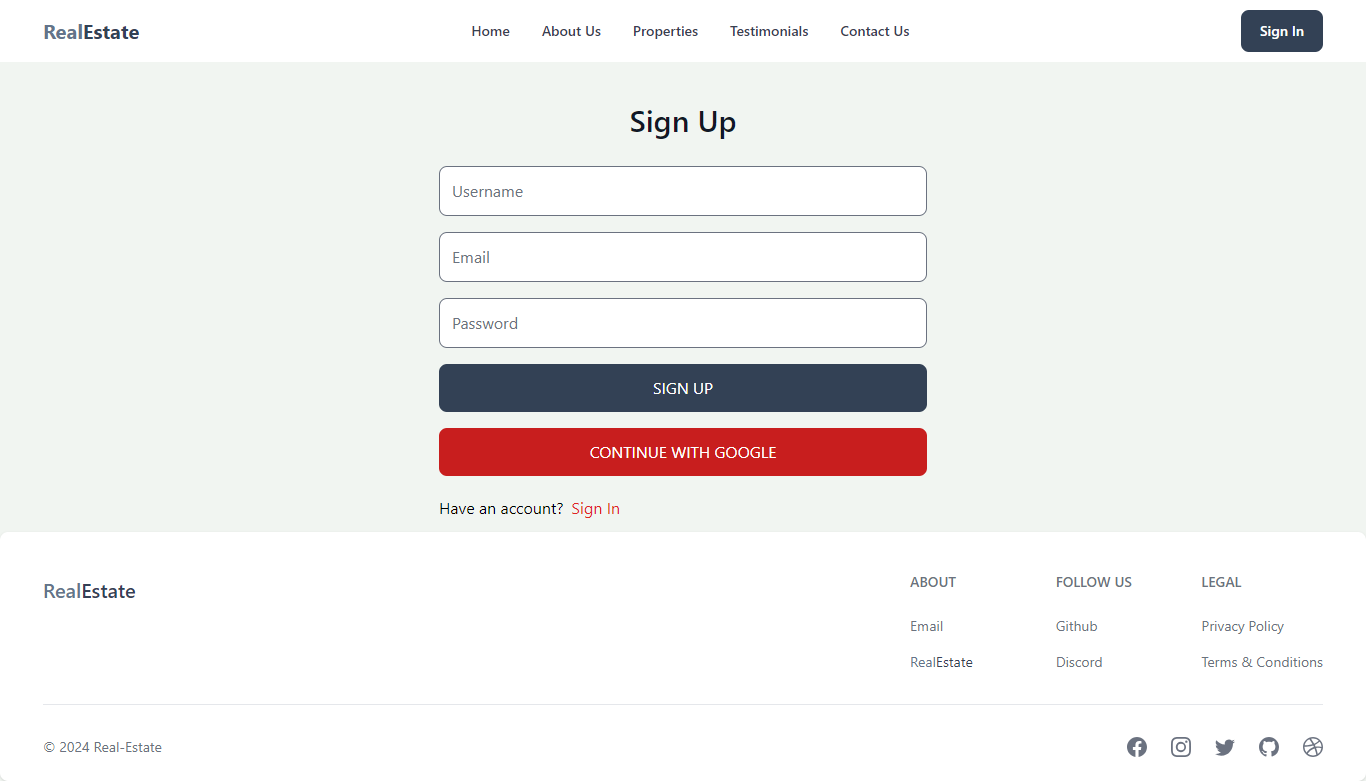 RealEstate
Home About Us Properties Testimonials Contact Us
Sign In
Sign Up
Username
Email
Password
SIGN UP
CONTINUE WITH GOOGLE
Have an account? Sign In
RealEstate
ABOUT FOLLOW US LEGAL
Email Github Privacy Policy
RealEstate Discord Terms & Conditions
© 2024 Real-Estate